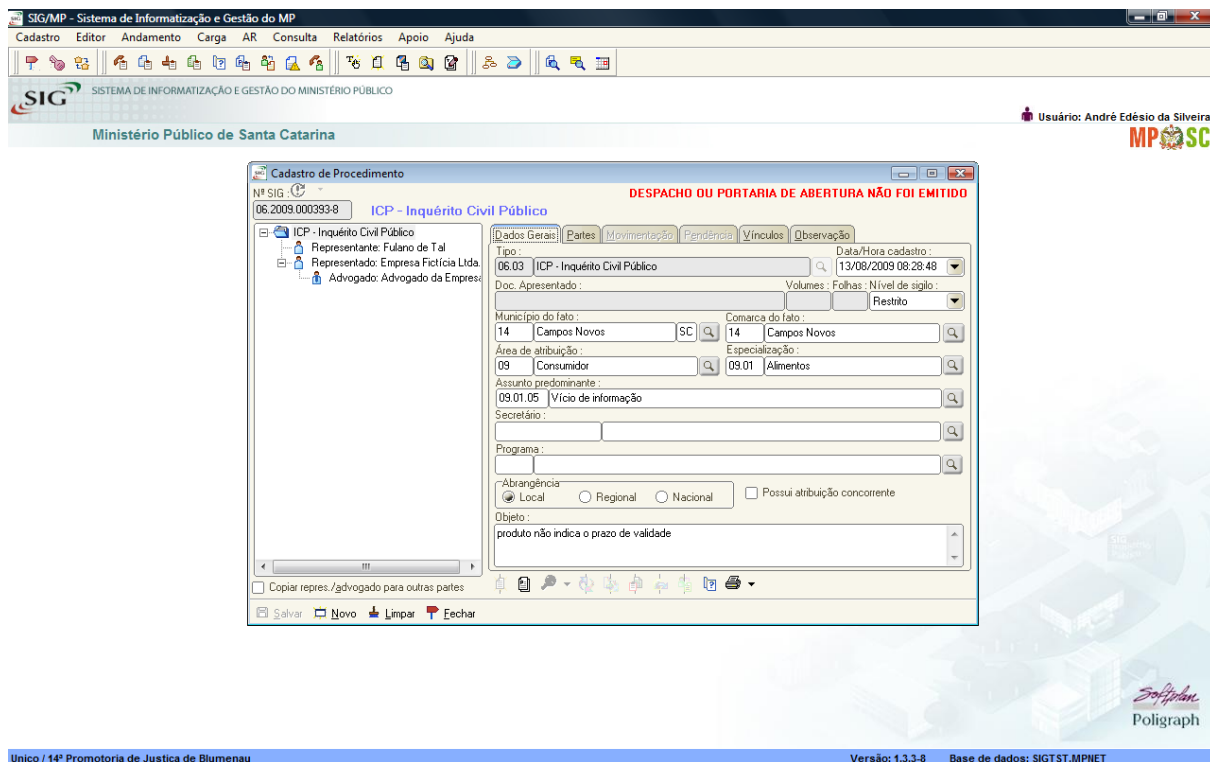 SIG/MP - Sistema de Informatização e Gestão do MP
Cadastro Editor Andamento Carga AR Consulta Relatórios Apoio Ajuda
SIG SISTEMA DE INFORMATIZAÇÃO E GESTÃO DO MINISTÉRIO PÚBLICO
Usuário: André Edésio da Silveira
Ministério Público de Santa Catarina
MPSC
Cadastro de Procedimento
Nº SIG : DESPACHO OU PORTARIA DE ABERTURA NÃO FOI EMITIDO
06.2009.000393-8 ICP - Inquérito Civil Público
ICP - Inquérito Civil Público
Representante: Fulano de Tal
Representado: Empresa Fictícia Ltda.
Advogado: Advogado da Empresa
Dados Gerais Partes Movimentação Pendência Vínculos Observação
Tipo : Data/Hora cadastro :
06.03 ICP - Inquérito Civil Público 13/08/2009 08:28:48
Doc. Apresentado : Volumes : Folhas : Nível de sigilo :
Restrito
Município do fato : Comarca do fato :
14 Campos Novos SC 14 Campos Novos
Área de atribuição : Especialização :
09 Consumidor 09.01 Alimentos
Assunto predominante :
09.01.05 Vício de informação
Secretário :
Programa :
Abrangência
Local Regional Nacional Possui atribuição concorrente
Objeto :
produto não indica o prazo de validade
Copiar repres./advogado para outras partes
Salvar Novo Limpar Fechar
Softplan
Poligraph
Unico / 14ª Promotoria de Justiça de Blumenau Versão: 1.3.3-8 Base de dados: SIGTST.MPNET